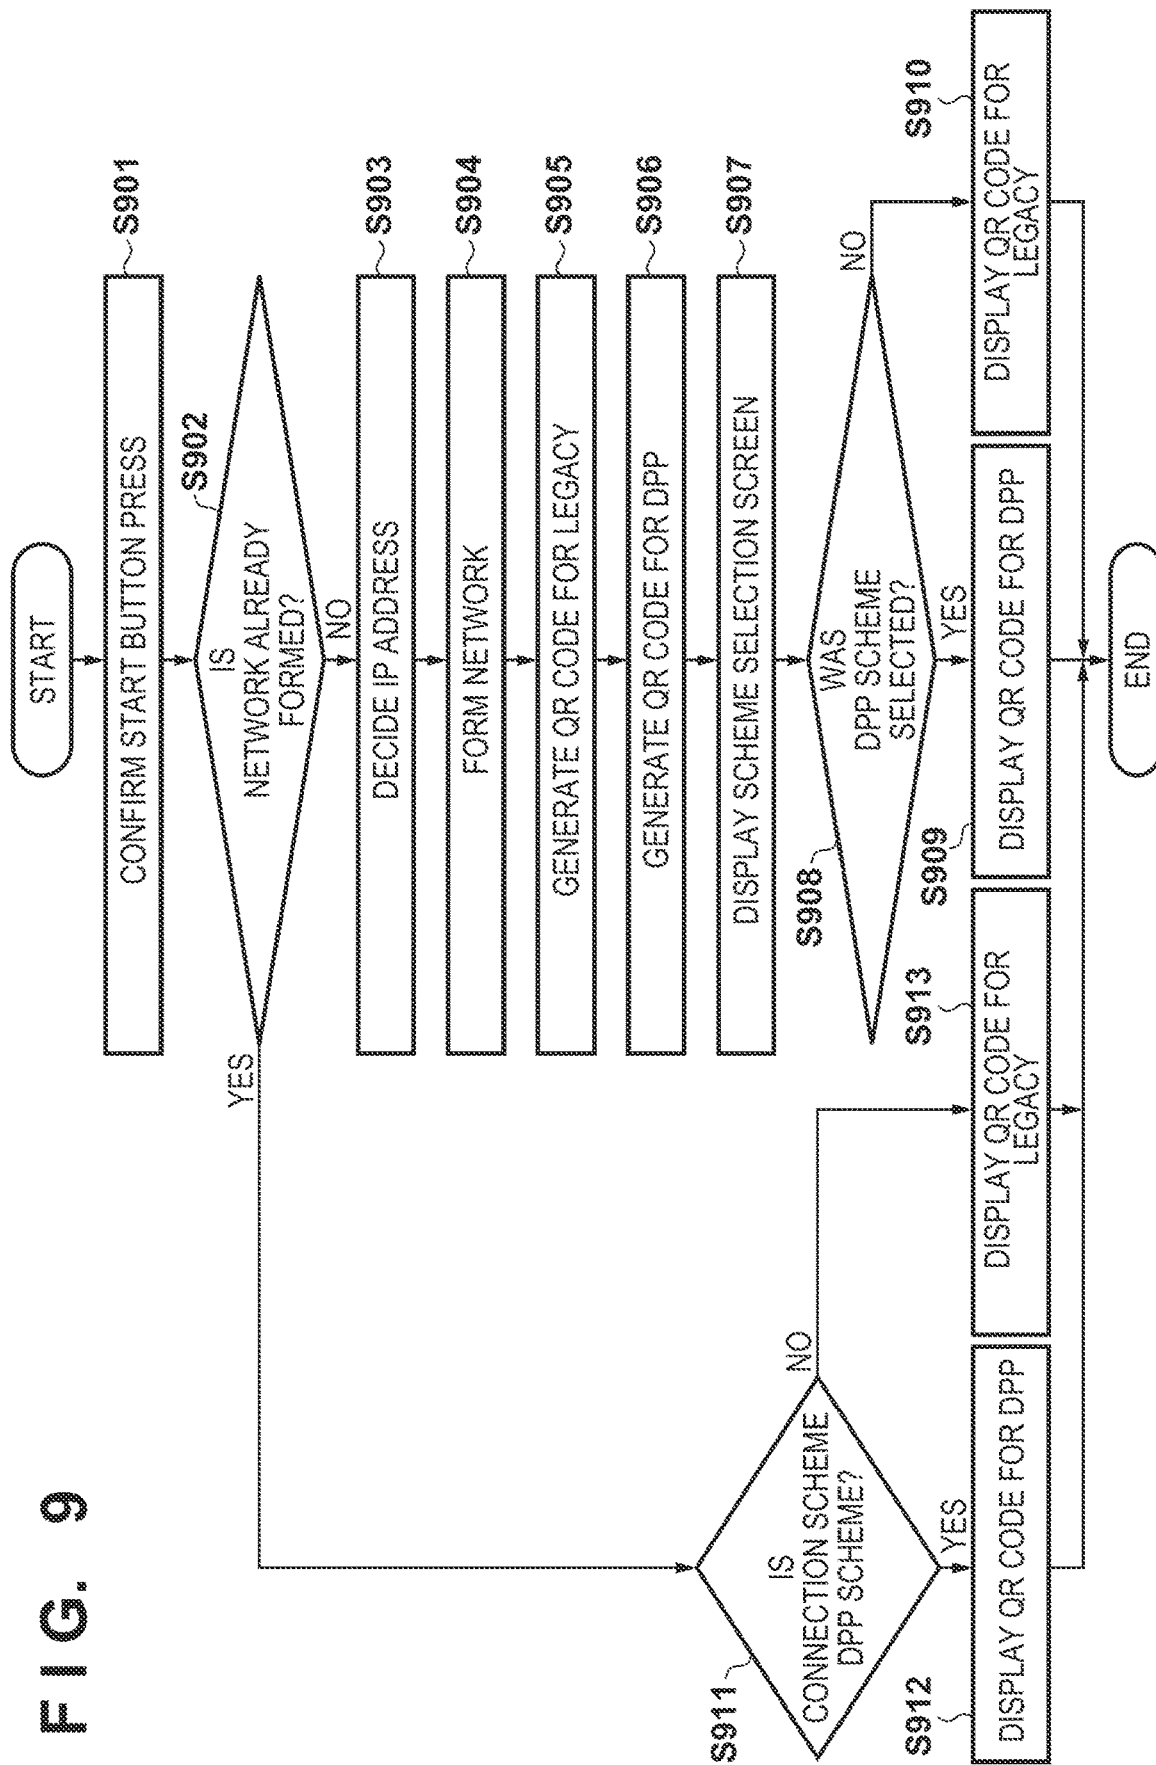 FIG. 9
START
CONFIRM START BUTTON PRESS
S901
S902
IS
NETWORK ALREADY
FORMED?
YES
NO
DECIDE IP ADDRESS
S903
FORM NETWORK
S904
GENERATE QR CODE FOR LEGACY
S905
GENERATE QR CODE FOR DPP
S906
DISPLAY SCHEME SELECTION SCREEN
S907
S911
IS
CONNECTION SCHEME
DPP SCHEME?
NO
YES
S908
WAS
DPP SCHEME
SELECTED?
NO
YES
S912
DISPLAY QR CODE FOR DPP
S913
DISPLAY QR CODE FOR
LEGACY
S909
DISPLAY QR CODE FOR DPP
S910
DISPLAY QR CODE FOR
LEGACY
END